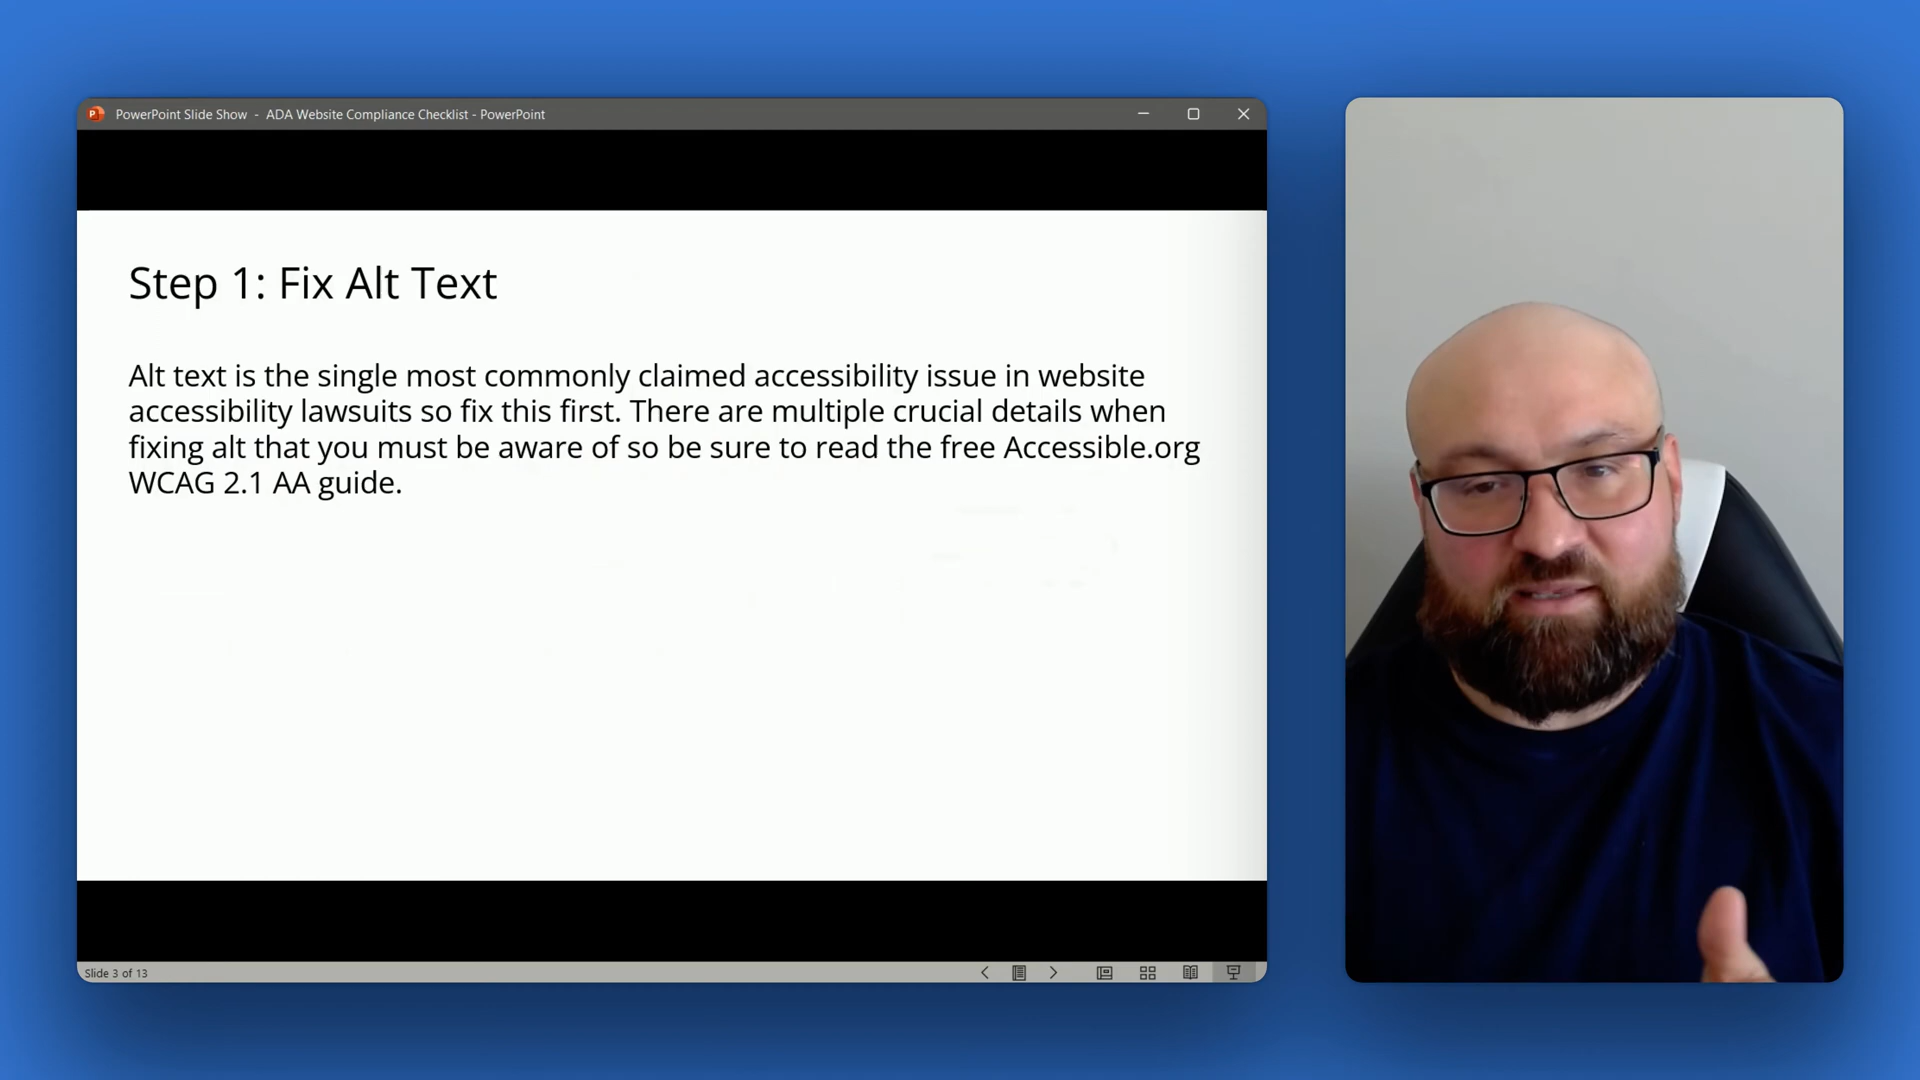 PowerPoint Slide Show - ADA Website Compliance Checklist - PowerPoint
Step 1: Fix Alt Text
Alt text is the single most commonly claimed accessibility issue in website
accessibility lawsuits so fix this first. There are multiple crucial details when
fixing alt that you must be aware of so be sure to read the free Accessible.org
WCAG 2.1 AA guide.
Slide 3 of 13